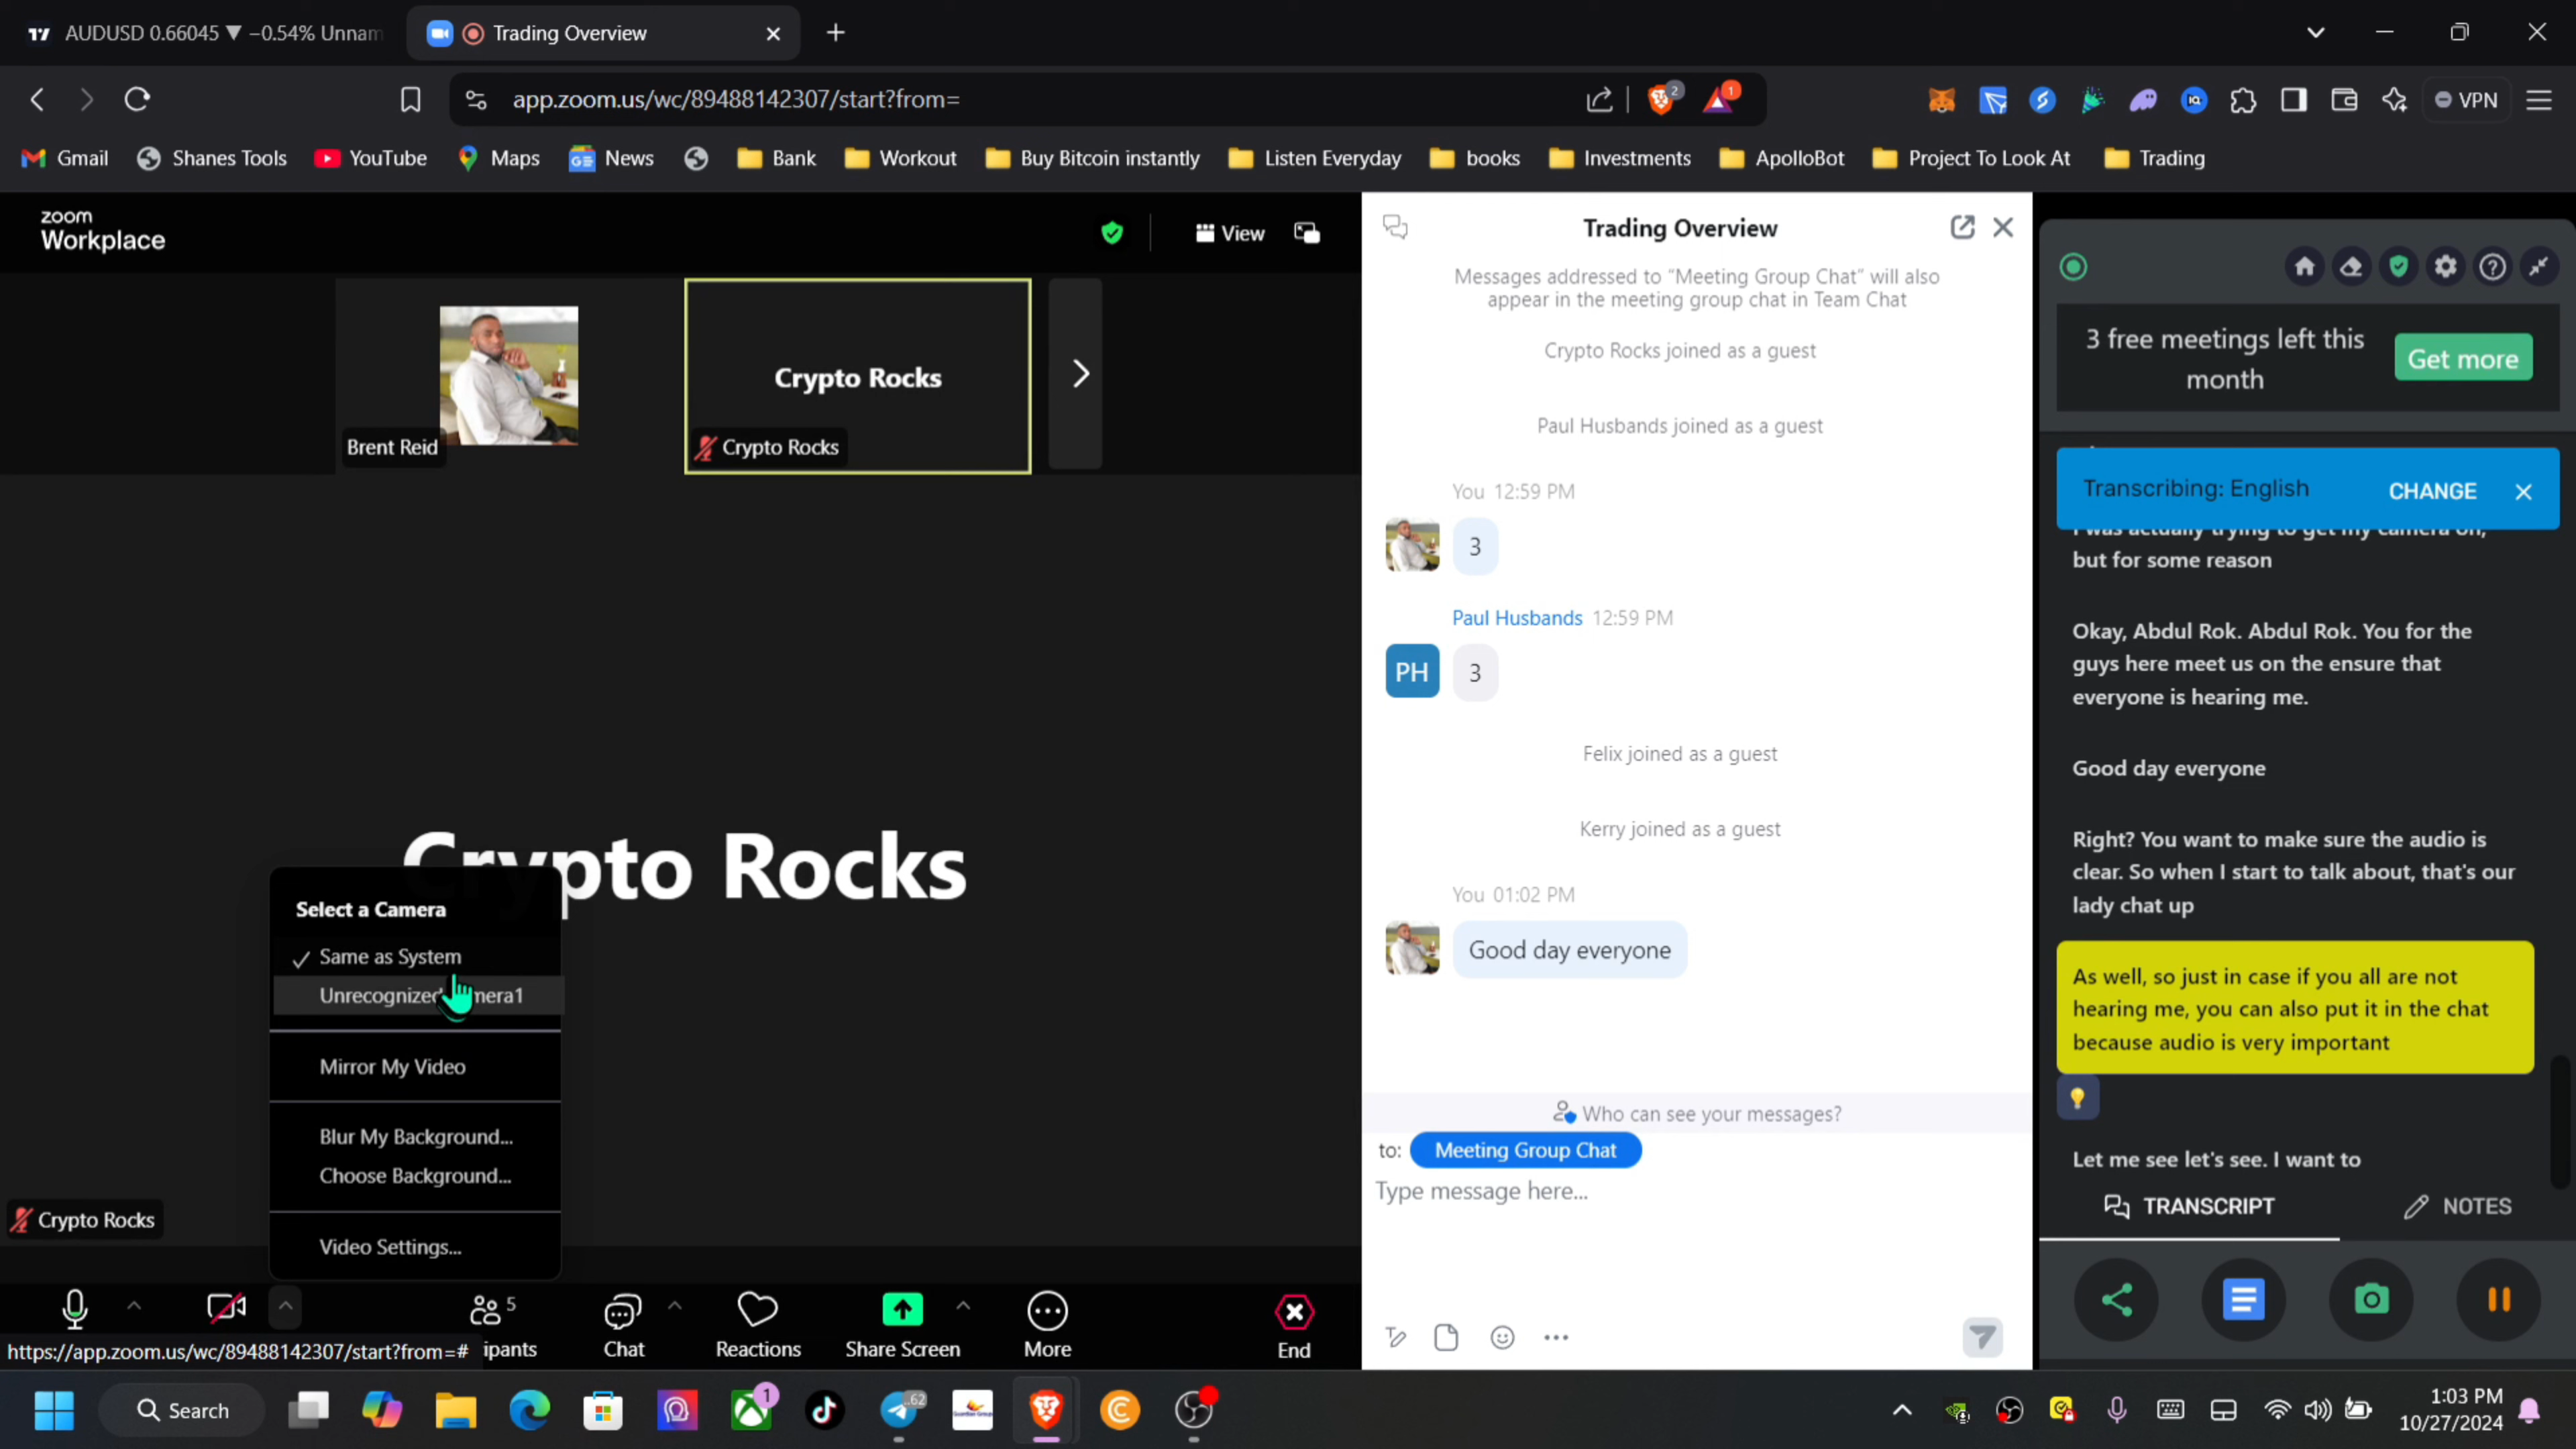 AUDUSD 0.66045 ▼ −0.54% Unnam
Trading Overview
app.zoom.us/wc/89488142307/start?from=
2
1
VPN
Gmail
Shanes Tools
YouTube
Maps
News
Bank
Workout
Buy Bitcoin instantly
Listen Everyday
books
Investments
ApolloBot
Project To Look At
Trading
zoom
Workplace
View
Brent Reid
Crypto Rocks
Crypto Rocks
Crypto Rocks
Select a Camera
Same as System
Unrecognized
Mirror My Video
Blur My Background...
Choose Background...
Video Settings...
Crypto Rocks
5
Chat
Reactions
Share Screen
More
End
https://app.zoom.us/wc/89488142307/start?from=#
ipants
Trading Overview
Messages addressed to “Meeting Group Chat” will also
appear in the meeting group chat in Team Chat
Crypto Rocks joined as a guest
Paul Husbands joined as a guest
You 12:59 PM
3
Paul Husbands 12:59 PM
PH
3
Felix joined as a guest
Kerry joined as a guest
You 01:02 PM
Good day everyone
Who can see your messages?
to: Meeting Group Chat
Type message here...
3 free meetings left this
month
Get more
Transcribing: English
CHANGE
I was actually trying to get my camera on,
but for some reason
Okay, Abdul Rok. Abdul Rok. You for the
guys here meet us on the ensure that
everyone is hearing me.
Good day everyone
Right? You want to make sure the audio is
clear. So when I start to talk about, that's our
lady chat up
As well, so just in case if you all are not
hearing me, you can also put it in the chat
because audio is very important
Let me see let's see. I want to
TRANSCRIPT
NOTES
Search
1
62
1:03 PM
10/27/2024